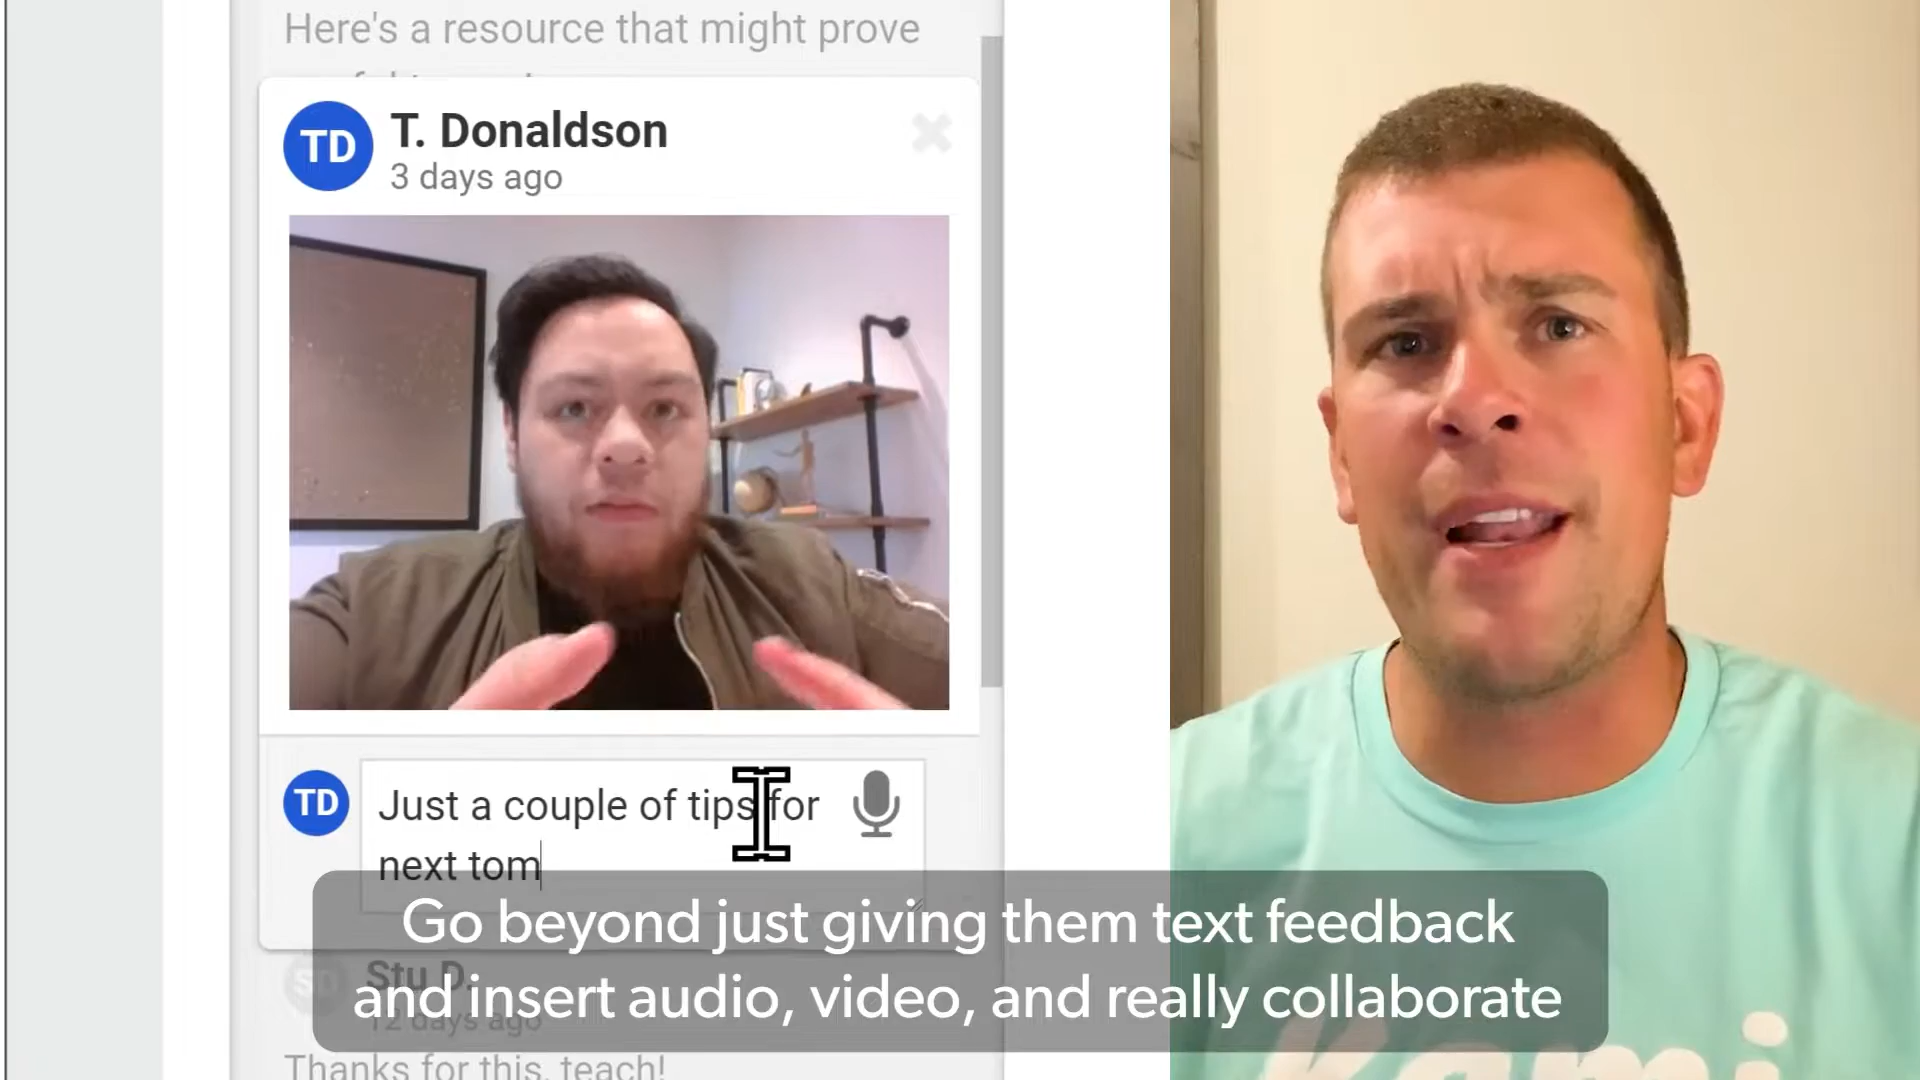 Here's a resource that might prove
TD
T. Donaldson
3 days ago
TD
Just a couple of tips for
next tom
Go beyond just giving them text feedback
and insert audio, video, and really collaborate
SD
Stu D.
12 days ago
Thanks for this, teach!
kami